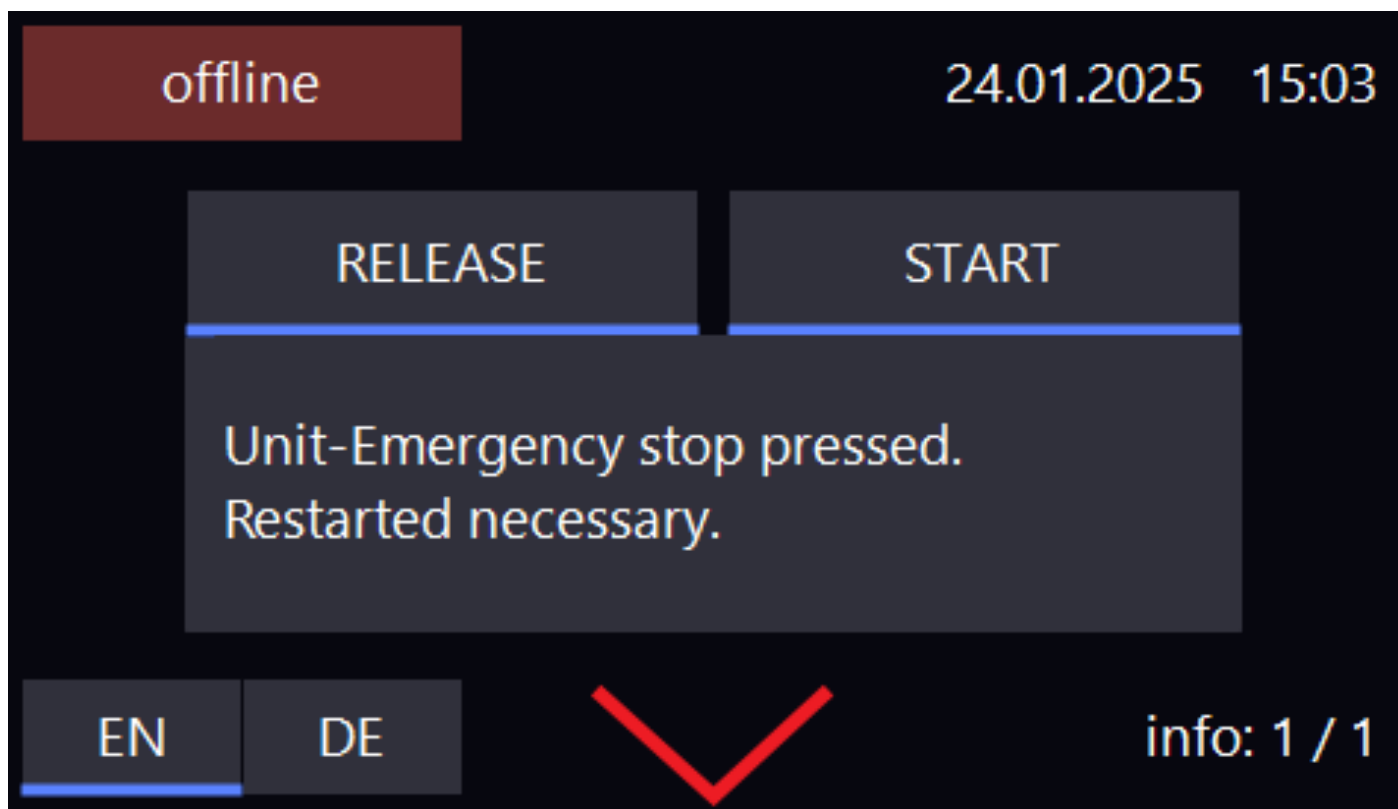 offline 24.01.2025 15:03
RELEASE START
Unit-Emergency stop pressed.
Restarted necessary.
EN DE info: 1 / 1